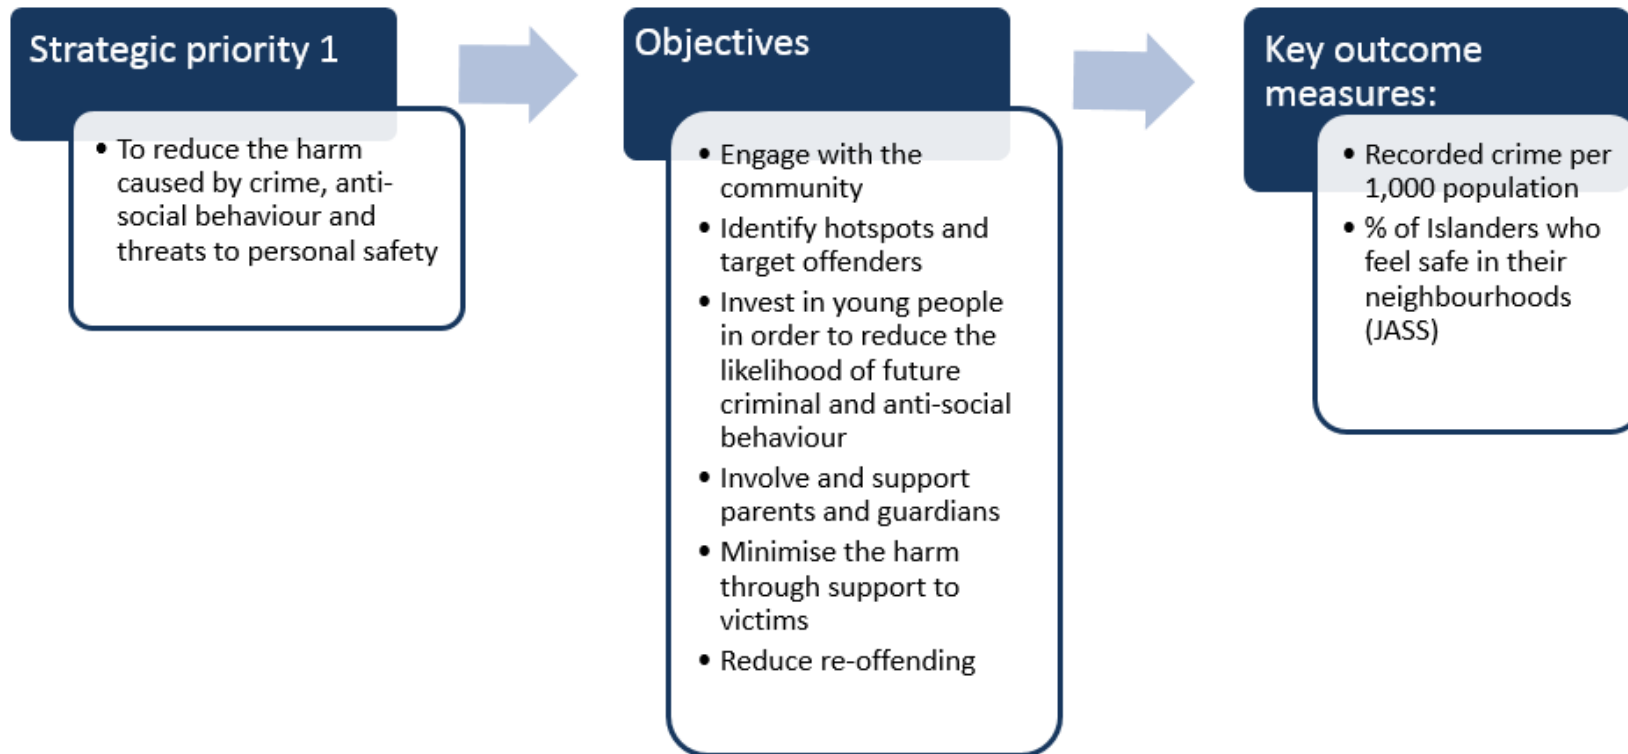 Strategic priority 1
• To reduce the harm
caused by crime, anti-
social behaviour and
threats to personal safety
Objectives
• Engage with the
community
• Identify hotspots and
target offenders
• Invest in young people
in order to reduce the
likelihood of future
criminal and anti-social
behaviour
• Involve and support
parents and guardians
• Minimise the harm
through support to
victims
• Reduce re-offending
Key outcome
measures:
• Recorded crime per
1,000 population
• % of Islanders who
feel safe in their
neighbourhoods
(JASS)